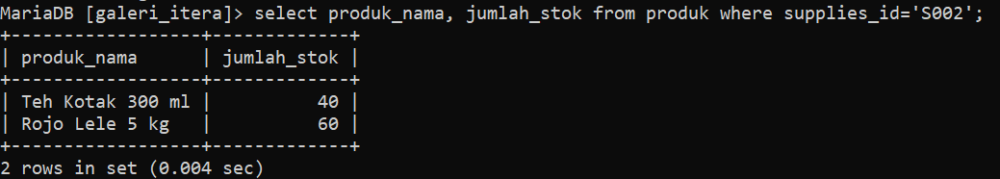 MariaDB [galeri_itera]> select produk_nama, jumlah_stok from produk where supplies_id='S002';
+------------------+-------------+
| produk_nama      | jumlah_stok |
+------------------+-------------+
| Teh Kotak 300 ml |          40 |
| Rojo Lele 5 kg   |          60 |
+------------------+-------------+
2 rows in set (0.004 sec)